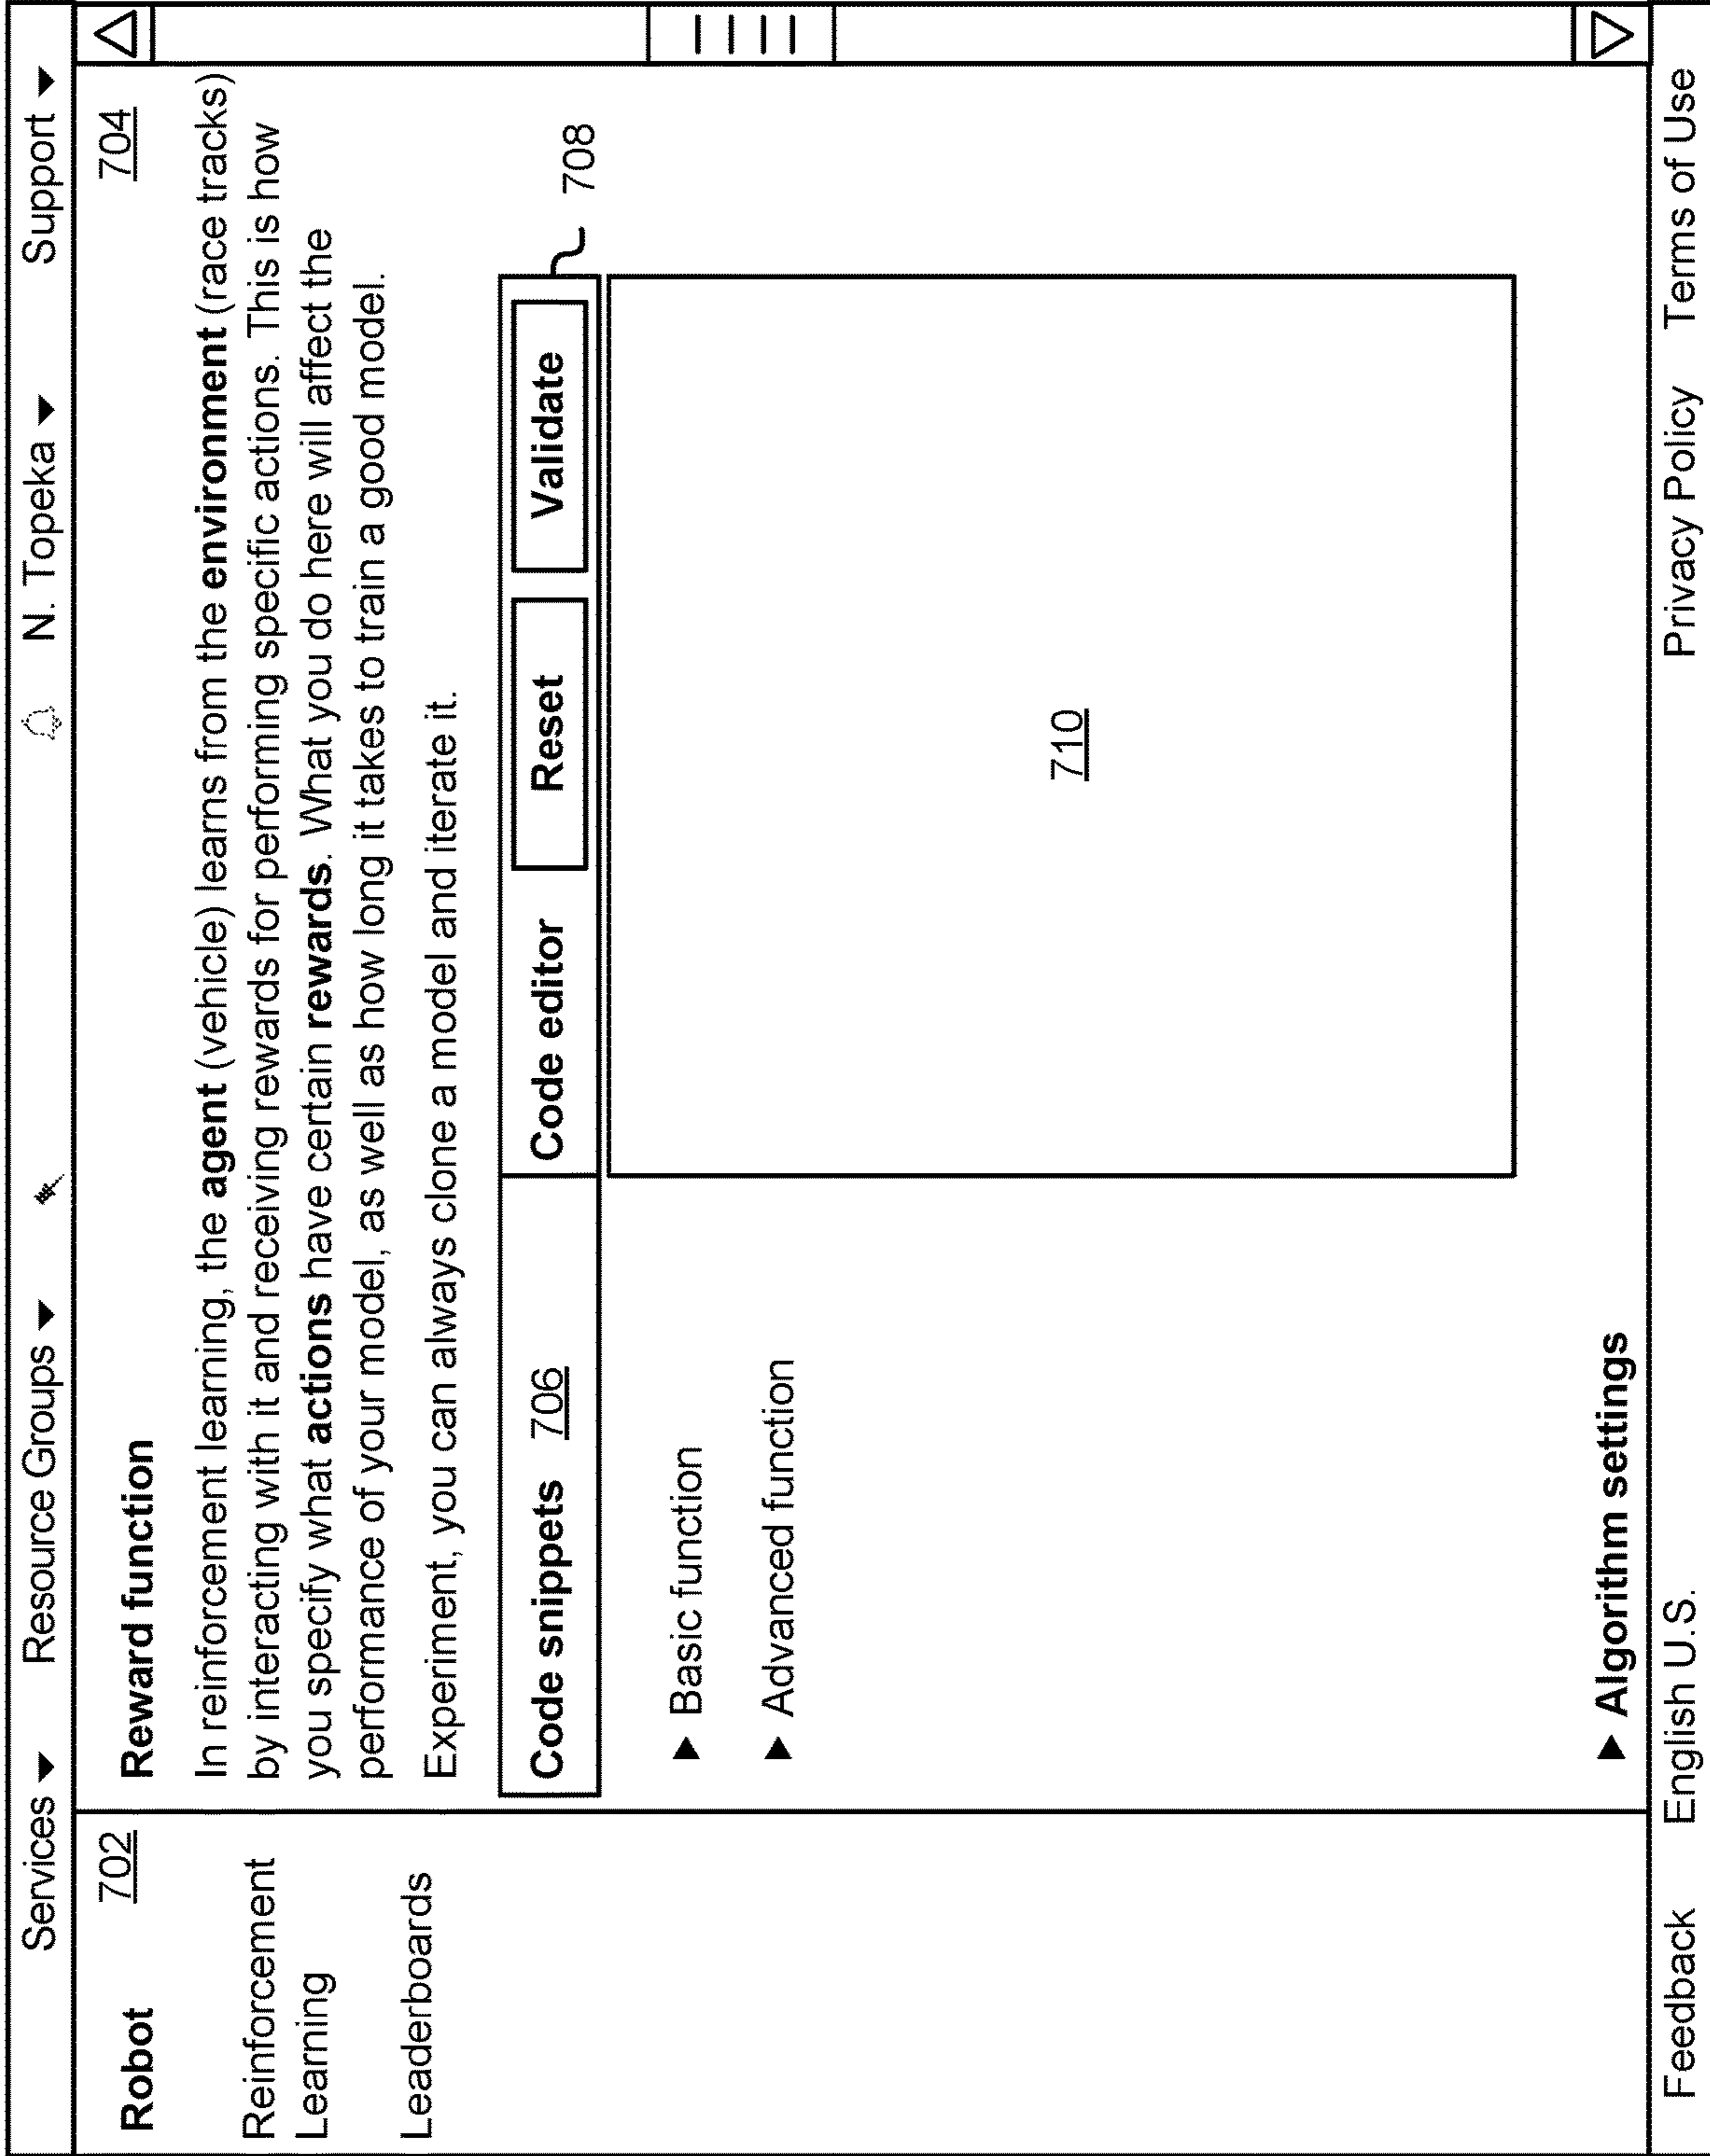 Services Resource Groups N. Topeka Support
Robot 702
Reinforcement
Learning
Leaderboards
Reward function 704
In reinforcement learning, the agent (vehicle) learns from the environment (race tracks)
by interacting with it and receiving rewards for performing specific actions. This is how
you specify what actions have certain rewards. What you do here will affect the
performance of your model, as well as how long it takes to train a good model.
Experiment, you can always clone a model and iterate it.
Code snippets 706 Code editor Reset Validate 708
Basic function
Advanced function
710
Algorithm settings
Feedback English U.S. Privacy Policy Terms of Use